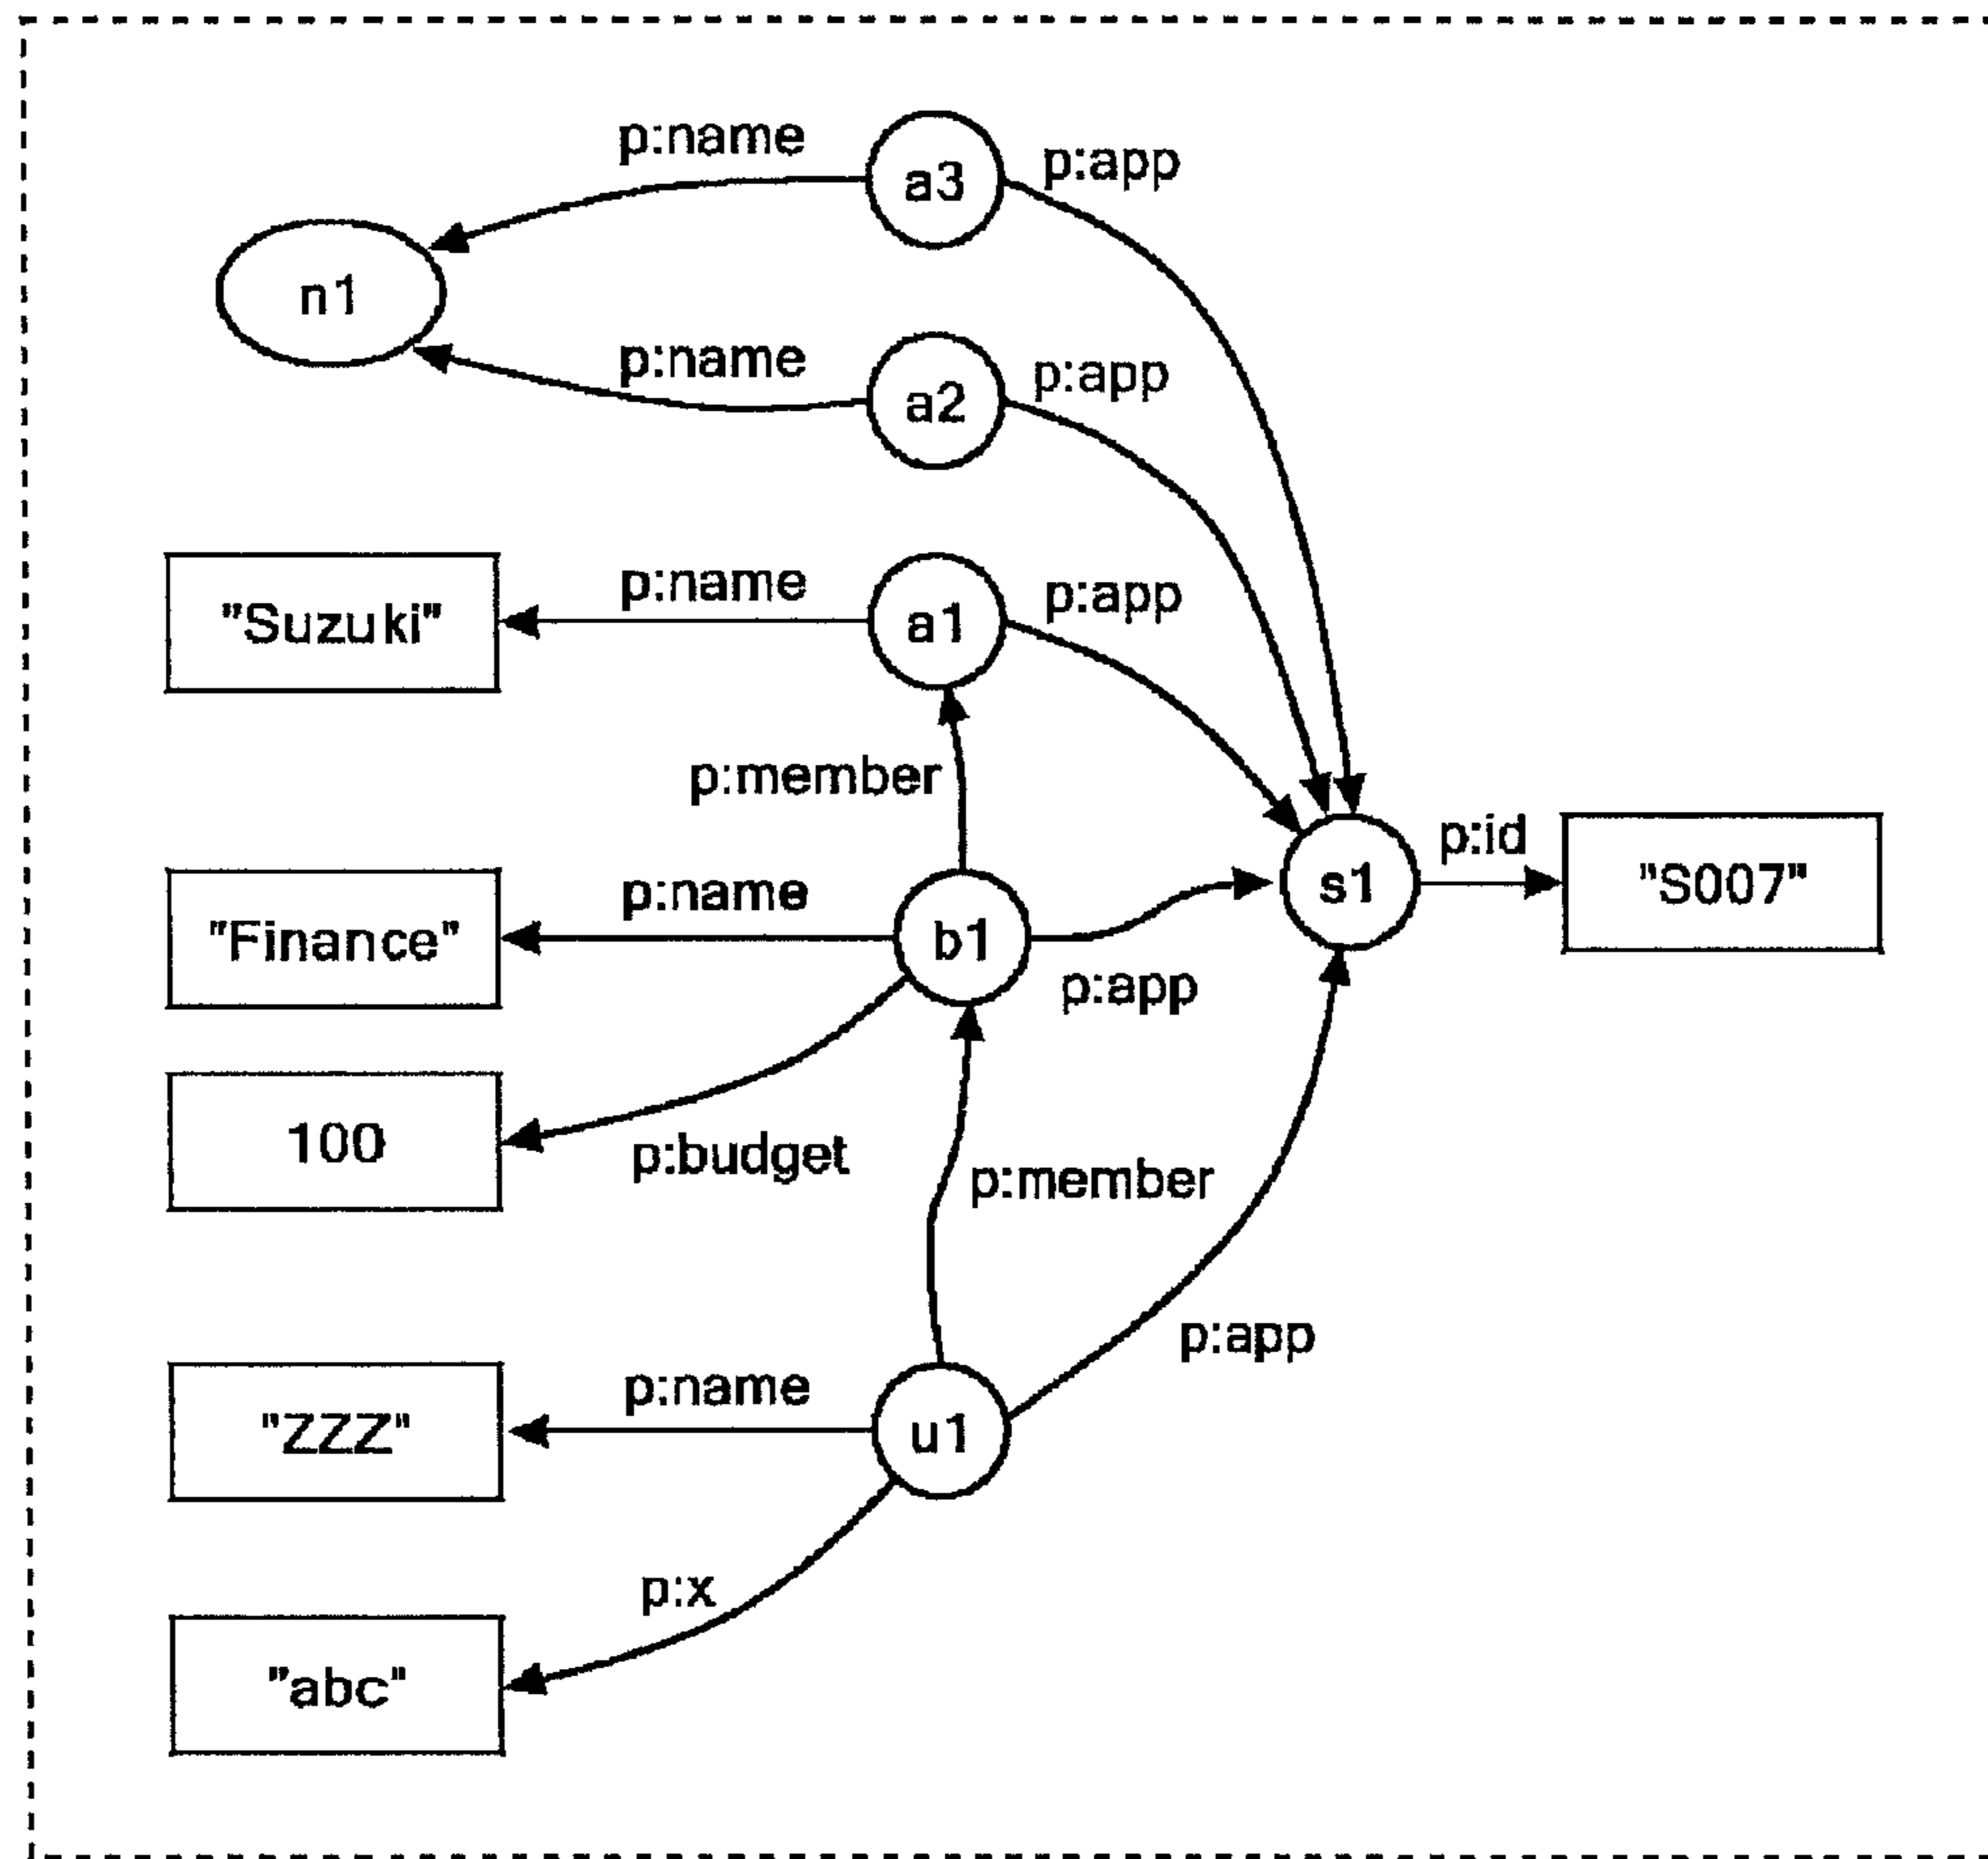 p:name
a3
p:app
n1
p:name
a2
p:app
"Suzuki"
p:name
a1
p:app
p:member
"Finance"
p:name
b1
p:app
s1
p:id
"S007"
100
p:budget
p:member
"ZZZ"
p:name
u1
p:app
p:x
"abc"